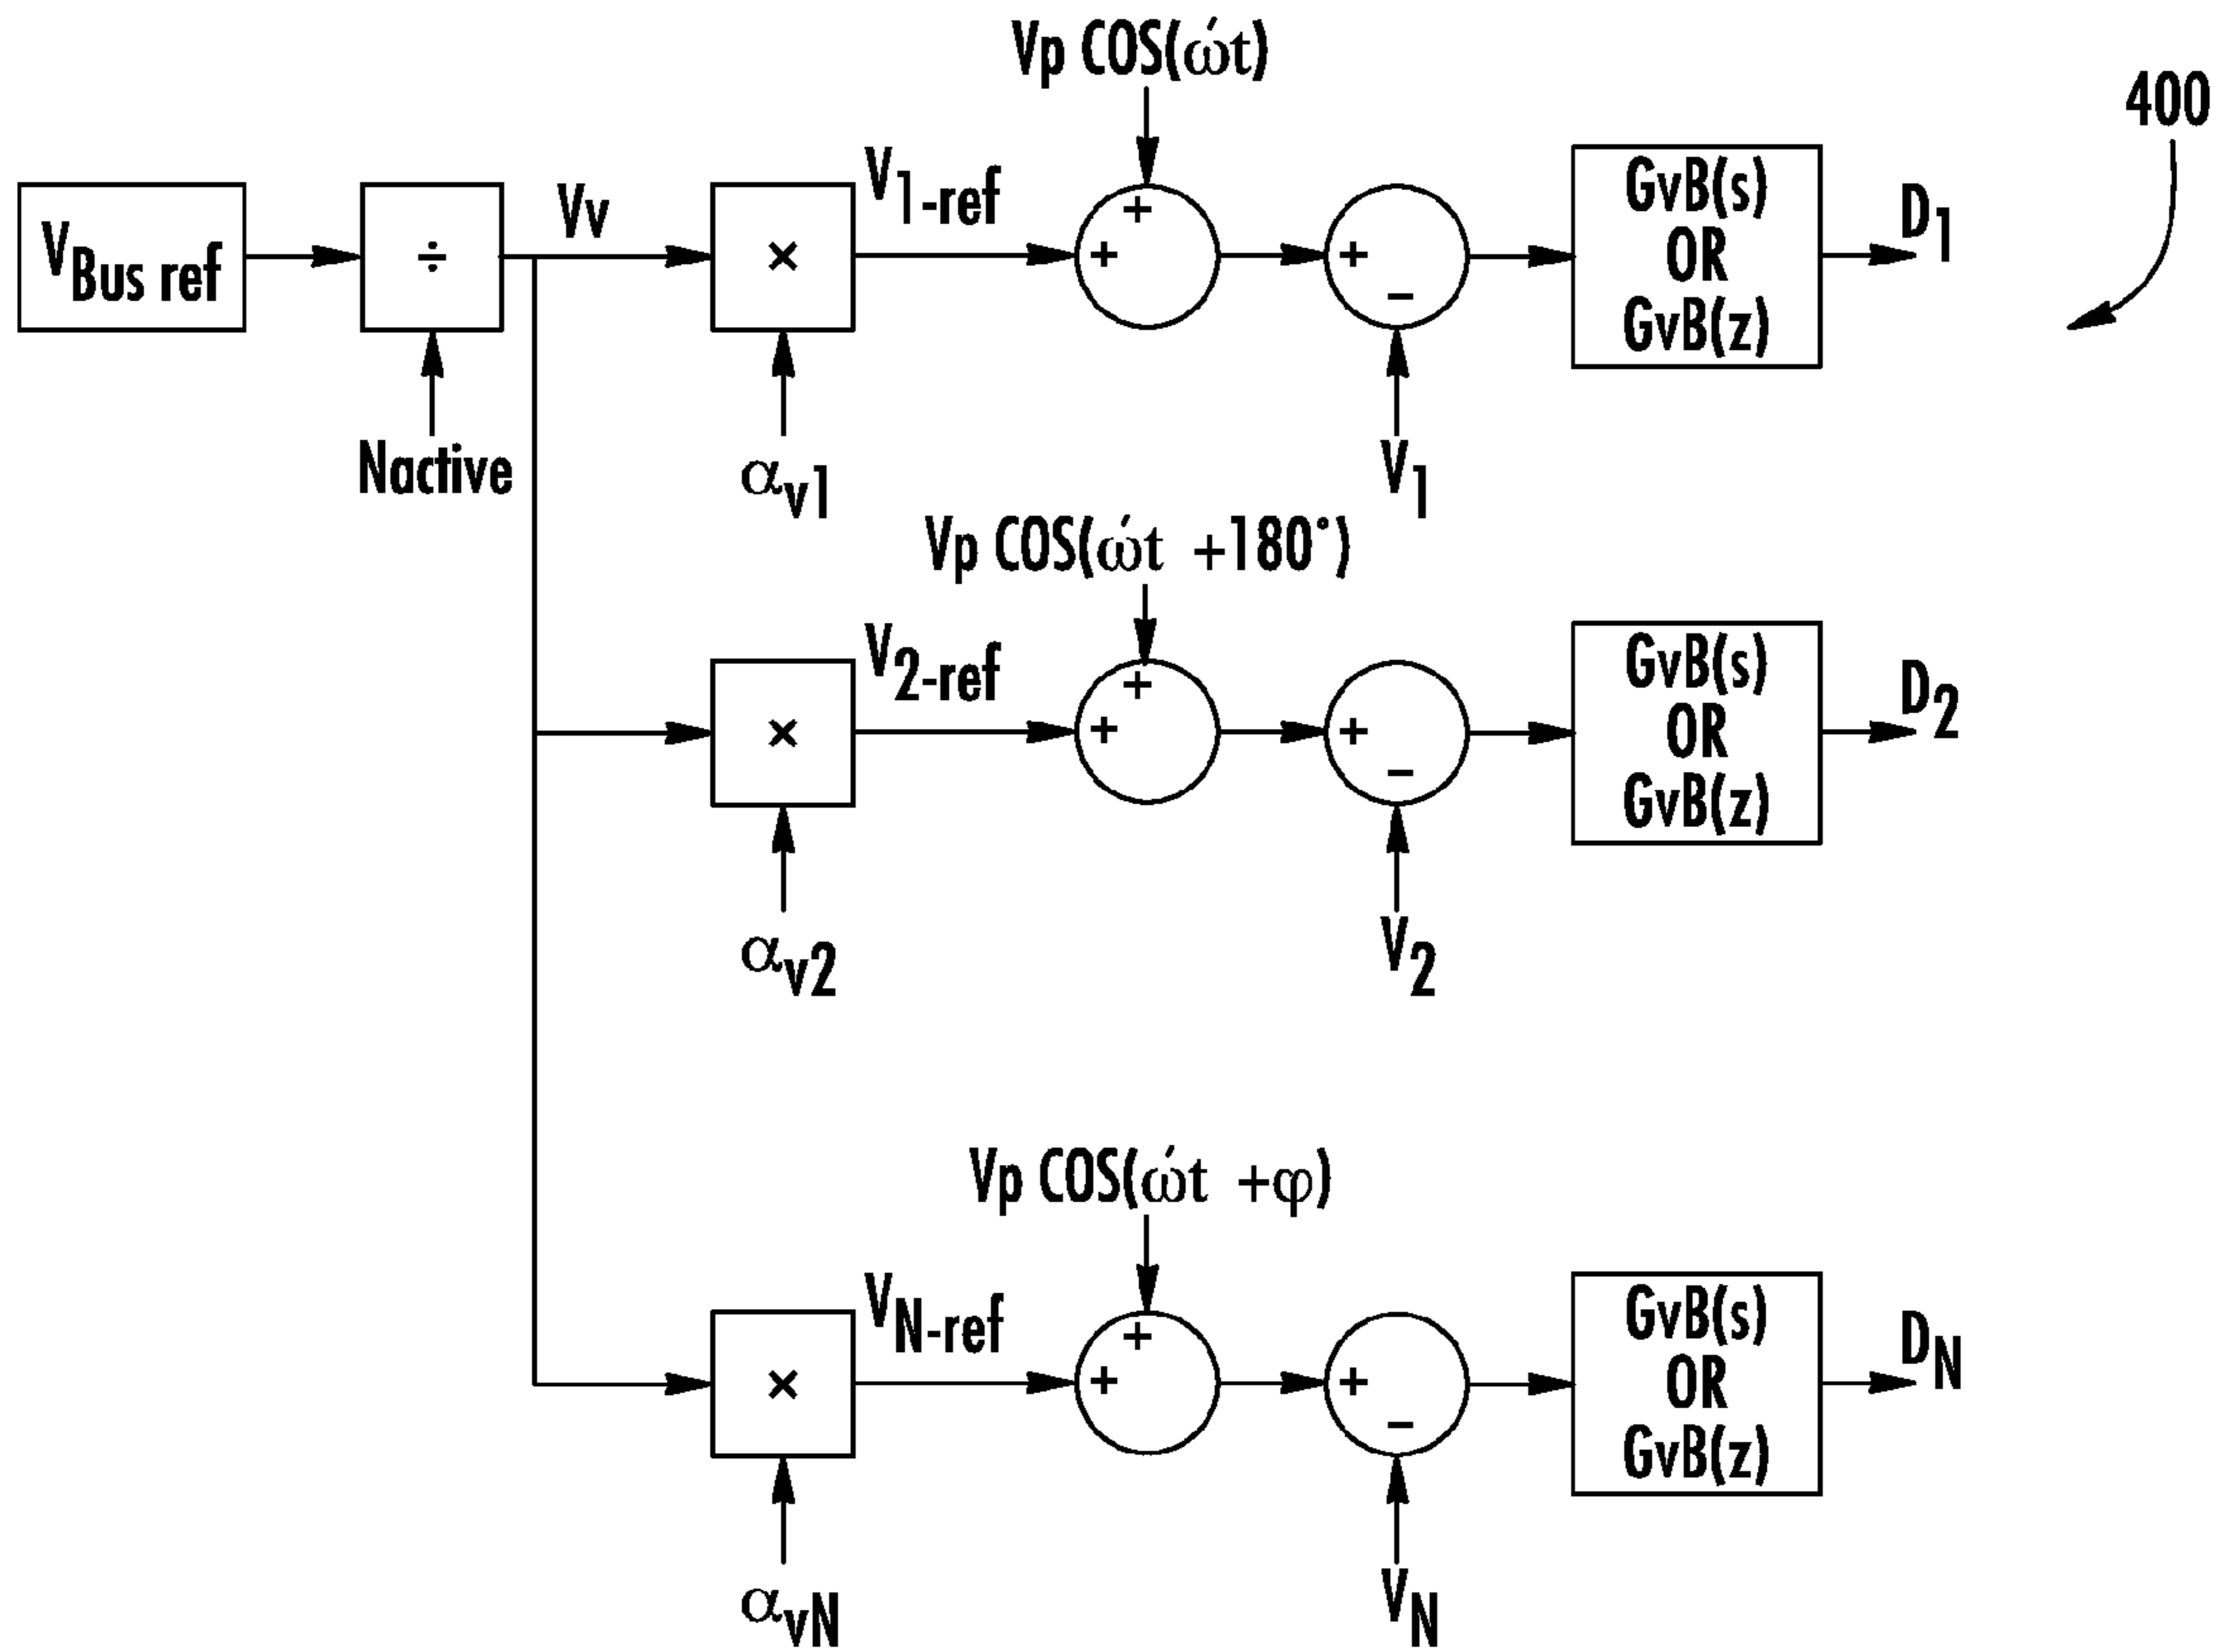 Vp COS(ώt)
400
V Bus ref
÷
Vv
×
V1-ref
+
+
+
−
GvB(s)
OR
GvB(z)
D1
Nactive
αv1
V1
Vp COS(ώt +180°)
×
V2-ref
+
+
+
−
GvB(s)
OR
GvB(z)
D2
αv2
V2
Vp COS(ώt +φ)
×
VN-ref
+
+
+
−
GvB(s)
OR
GvB(z)
DN
αvN
VN